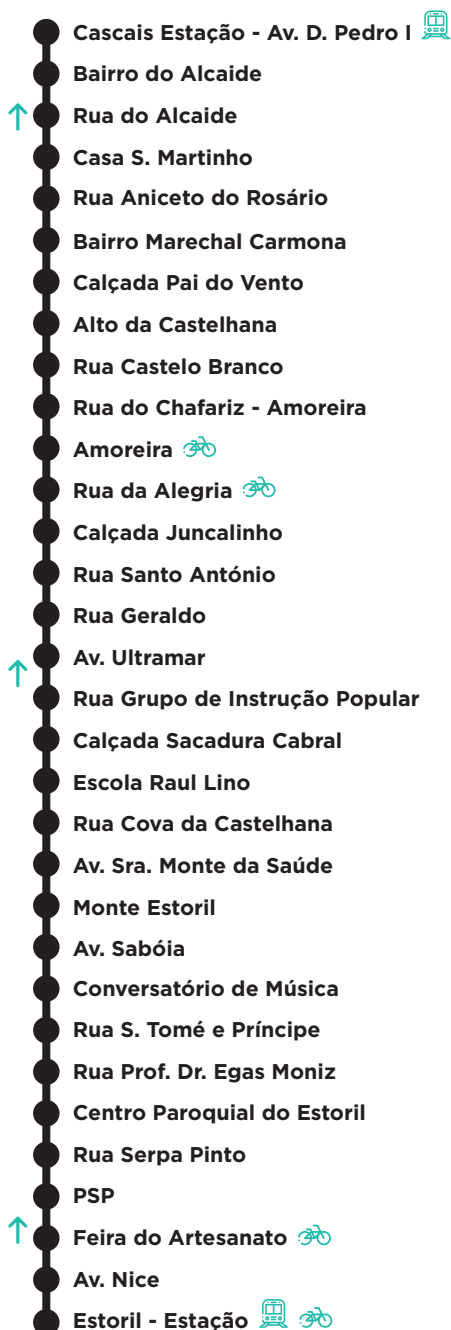 Cascais Estação - Av. D. Pedro I
Bairro do Alcaide
Rua do Alcaide
Casa S. Martinho
Rua Aniceto do Rosário
Bairro Marechal Carmona
Calçada Pai do Vento
Alto da Castelhana
Rua Castelo Branco
Rua do Chafariz - Amoreira
Amoreira
Rua da Alegria
Calçada Juncalinho
Rua Santo António
Rua Geraldo
Av. Ultramar
Rua Grupo de Instrução Popular
Calçada Sacadura Cabral
Escola Raul Lino
Rua Cova da Castelhana
Av. Sra. Monte da Saúde
Monte Estoril
Av. Sabóia
Conversatório de Música
Rua S. Tomé e Príncipe
Rua Prof. Dr. Egas Moniz
Centro Paroquial do Estoril
Rua Serpa Pinto
PSP
Feira do Artesanato
Av. Nice
Estoril - Estação